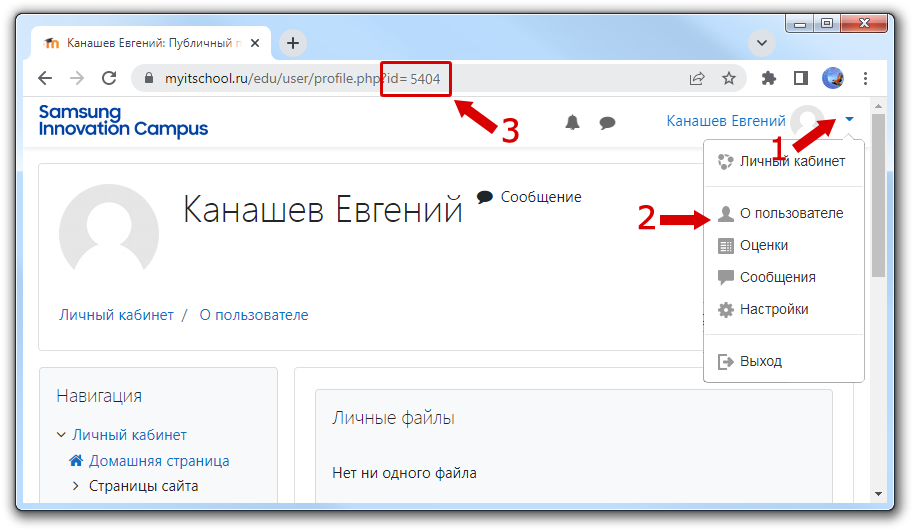 Канашев Евгений: Публичный п
myitschool.ru/edu/user/profile.php?id=5404
3
Samsung
Innovation Campus
Канашев Евгений
1
Личный кабинет
О пользователе
Оценки
Сообщения
Настройки
Выход
2
Канашев Евгений
Сообщение
Личный кабинет / О пользователе
Навигация
Личный кабинет
Домашняя страница
Страницы сайта
Личные файлы
Нет ни одного файла